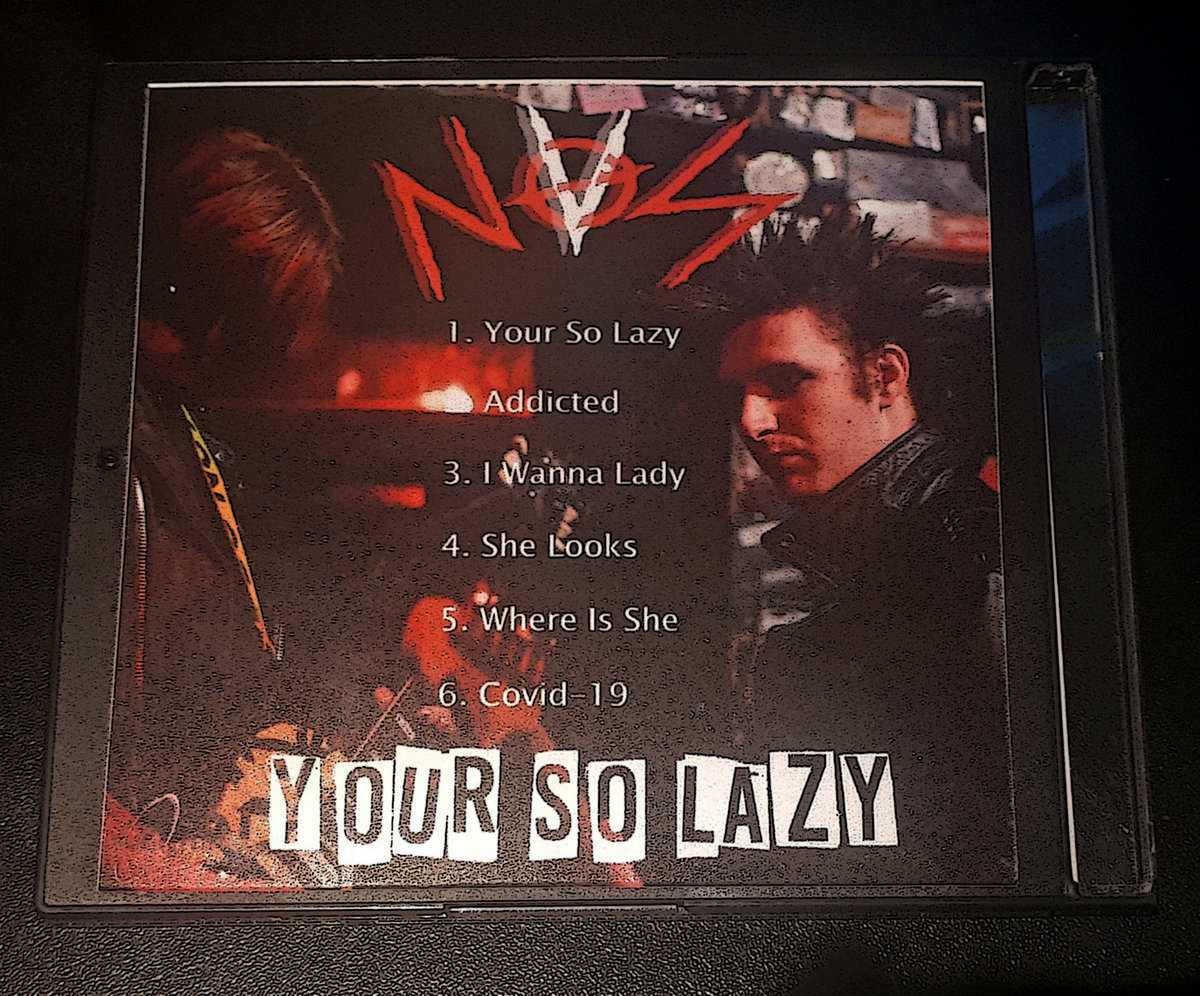 1. Your So Lazy
Addicted
3. I Wanna Lady
4. She Looks
5. Where Is She
6. Covid-19
YOUR SO LAZY